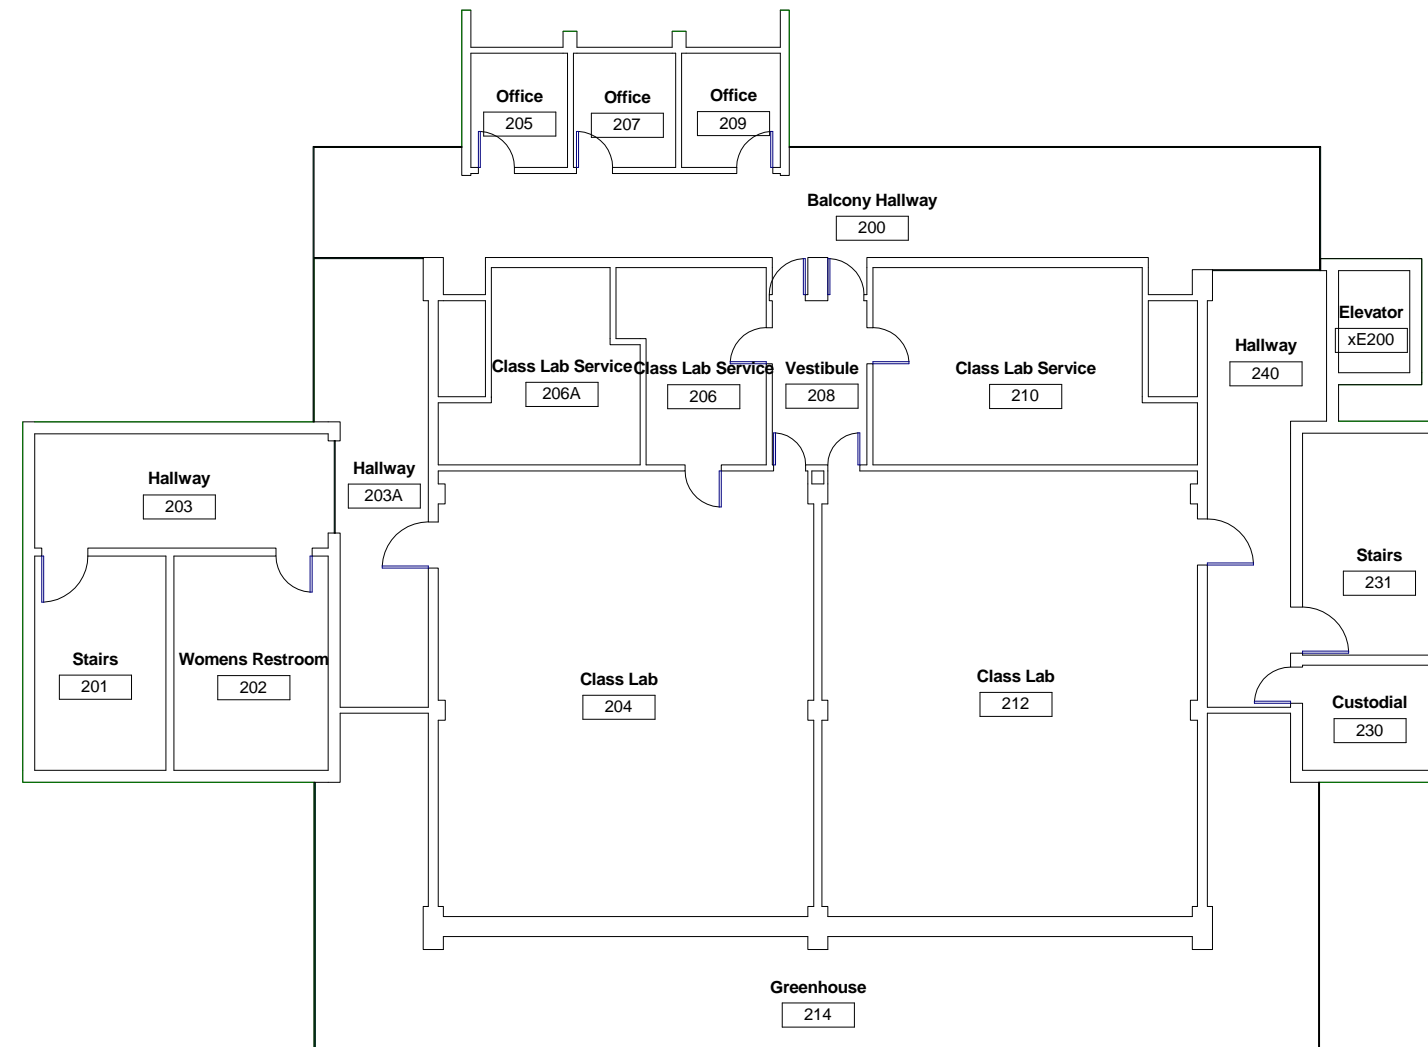 Office
205
Office
207
Office
209
Balcony Hallway
200
Elevator
xE200
Hallway
240
Class Lab Service
206A
Class Lab Service
206
Vestibule
208
Class Lab Service
210
Hallway
203
Hallway
203A
Stairs
231
Stairs
201
Womens Restroom
202
Class Lab
204
Class Lab
212
Custodial
230
Greenhouse
214